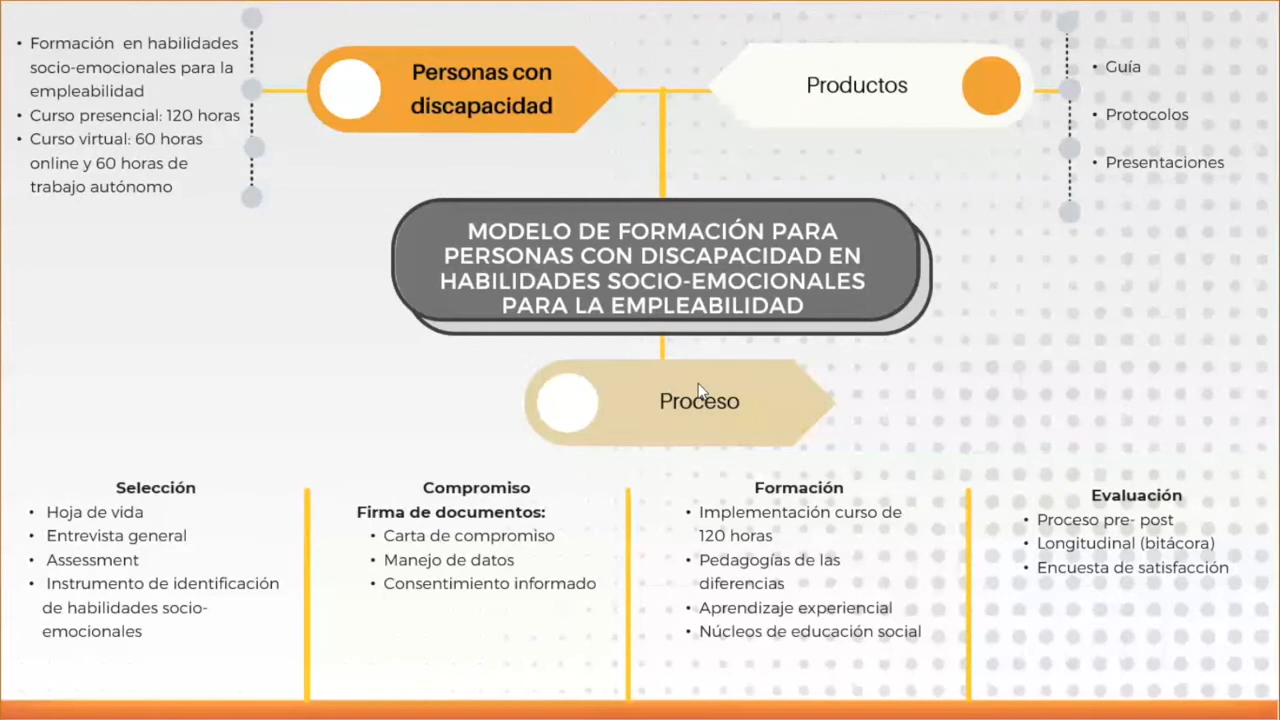 • Formación en habilidades
socio-emocionales para la
empleabilidad
• Curso presencial: 120 horas
• Curso virtual: 60 horas
online y 60 horas de
trabajo autónomo
Personas con
discapacidad
Productos
• Guía
• Protocolos
• Presentaciones
MODELO DE FORMACIÓN PARA
PERSONAS CON DISCAPACIDAD EN
HABILIDADES SOCIO-EMOCIONALES
PARA LA EMPLEABILIDAD
Proceso
Selección
• Hoja de vida
• Entrevista general
• Assessment
• Instrumento de identificación
de habilidades socio-
emocionales
Compromiso
Firma de documentos:
• Carta de compromiso
• Manejo de datos
• Consentimiento informado
Formación
• Implementación curso de
120 horas
• Pedagogías de las
diferencias
• Aprendizaje experiencial
• Núcleos de educación social
Evaluación
• Proceso pre- post
• Longitudinal (bitácora)
• Encuesta de satisfacción